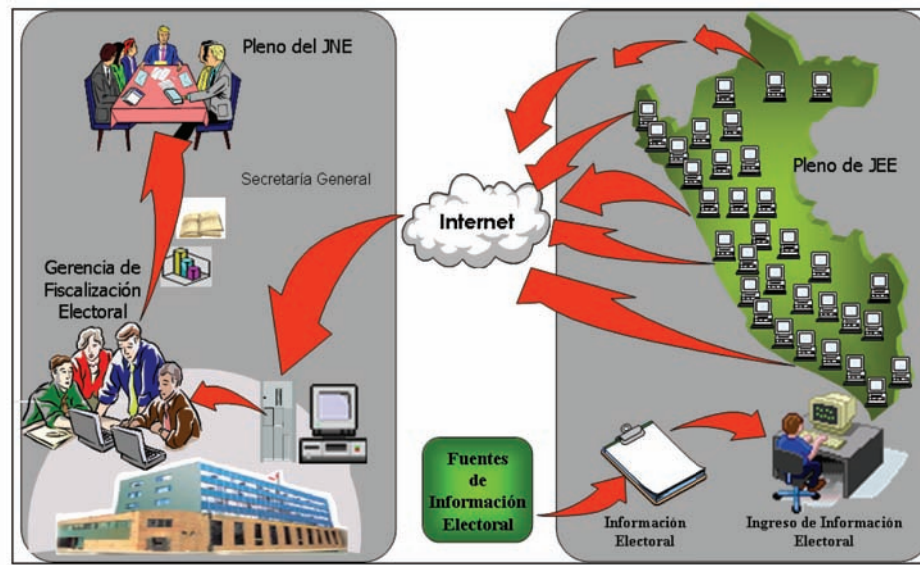 Pleno del JNE
Secretaría General
Gerencia de
Fiscalización
Electoral
Internet
Pleno de JEE
Fuentes
de
Información
Electoral
Información
Electoral
Ingreso de Información
Electoral